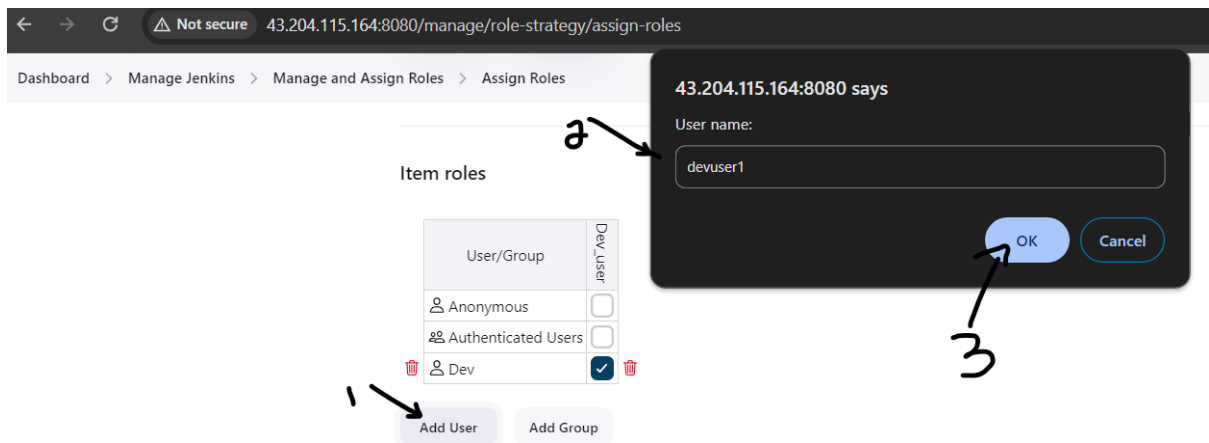 Not secure 43.204.115.164:8080/manage/role-strategy/assign-roles
Dashboard > Manage Jenkins > Manage and Assign Roles > Assign Roles
43.204.115.164:8080 says
User name:
2
devuser1
OK Cancel
3
Item roles
User/Group Dev_user
Anonymous
Authenticated Users
Dev
1
Add User Add Group